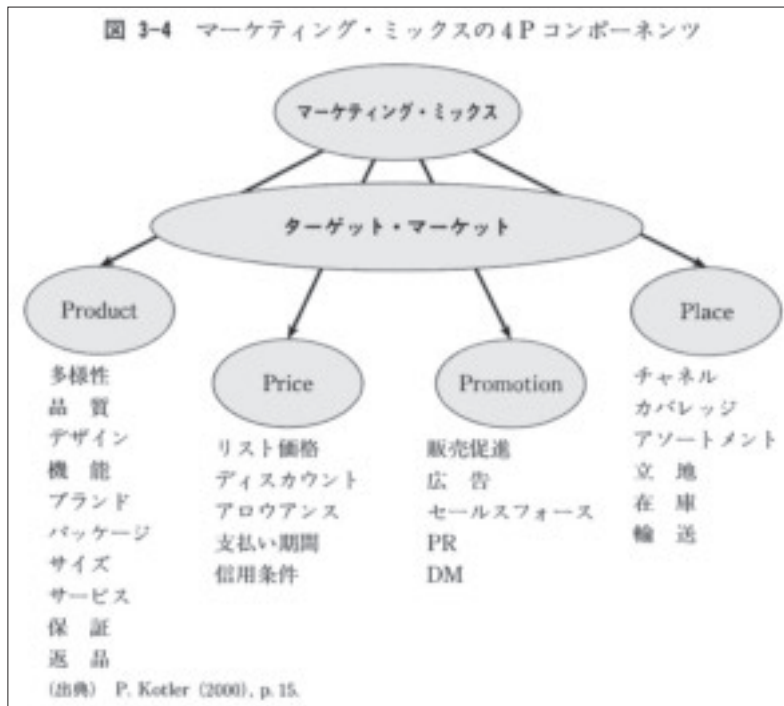 図 3-4 マーケティング・ミックスの4Pコンポーネンツ
マーケティング・ミックス
ターゲット・マーケット
Product
多様性
品 質
デザイン
機 能
ブランド
パッケージ
サイズ
サービス
保 証
返 品
Price
リスト価格
ディスカウント
アロウアンス
支払い期間
信用条件
Promotion
販売促進
広 告
セールスフォース
PR
DM
Place
チャネル
カバレッジ
アソートメント
立 地
在 庫
輸 送
(出典) P. Kotler (2000), p. 15.